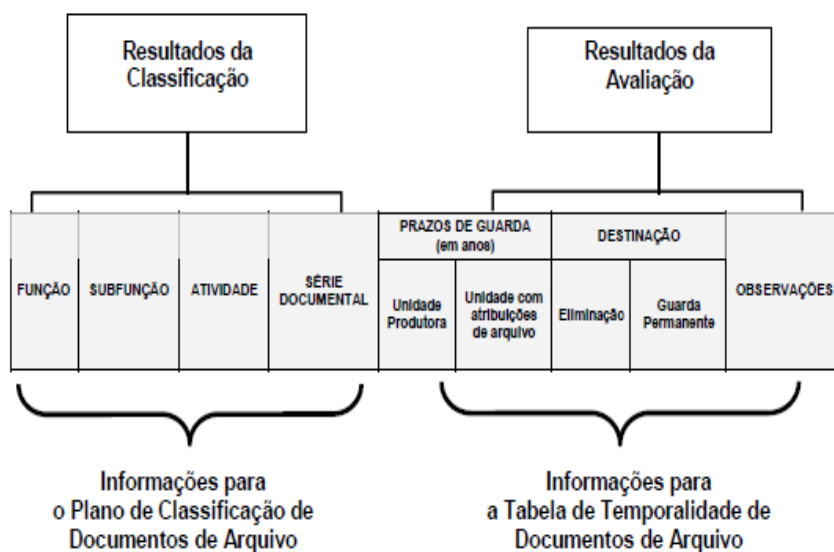 Resultados da
Classificação
Resultados da
Avaliação
FUNÇÃO
SUBFUNÇÃO
ATIVIDADE
SÉRIE
DOCUMENTAL
PRAZOS DE GUARDA
(em anos)
Unidade
Produtora
Unidade com
atribuições
de arquivo
DESTINAÇÃO
Eliminação
Guarda
Permanente
OBSERVAÇÕES
Informações para
o Plano de Classificação de
Documentos de Arquivo
Informações para
a Tabela de Temporalidade de
Documentos de Arquivo